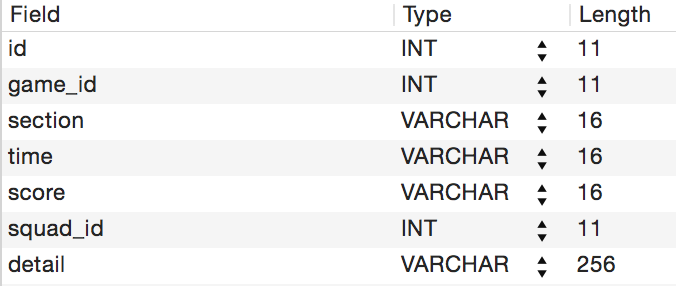 Field Type Length
id INT 11
game_id INT 11
section VARCHAR 16
time VARCHAR 16
score VARCHAR 16
squad_id INT 11
detail VARCHAR 256